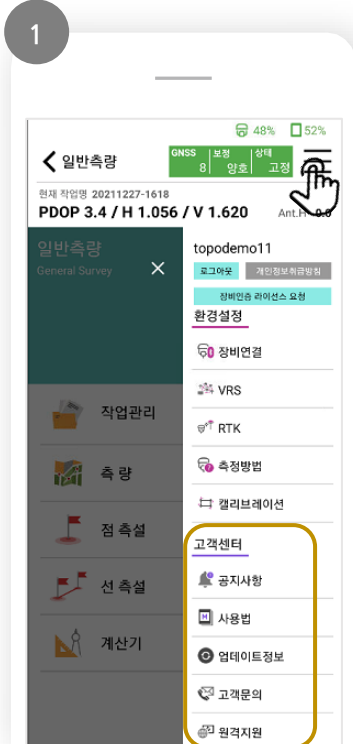 1
48% 52%
일반측량
GNSS 보정 상태
8 양호 고정
현재 작업명 20211227-1618
PDOP 3.4 / H 1.056 / V 1.620 Ant.H 0.0
일반측량
General Survey
작업관리
측 량
점 측설
선 측설
계산기
topodemo11
로그아웃 개인정보취급방침
장비인증 라이선스 요청
환경설정
장비연결
VRS
RTK
측정방법
캘리브레이션
고객센터
공지사항
사용법
업데이트정보
고객문의
원격지원